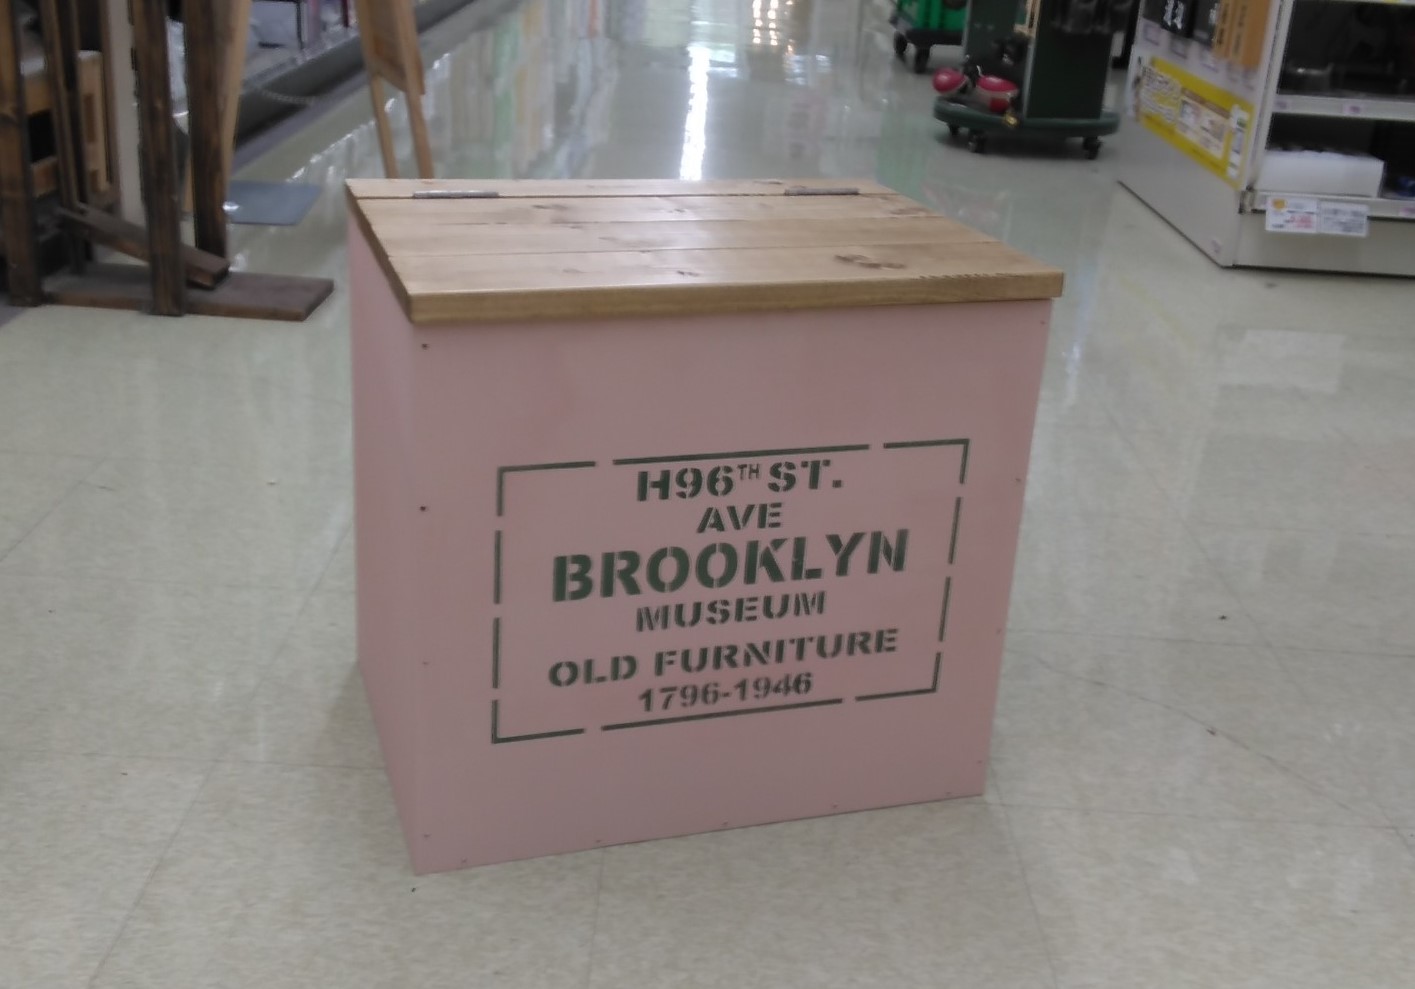 H96TH ST.
AVE
BROOKLYN
MUSEUM
OLD FURNITURE
1796-1946